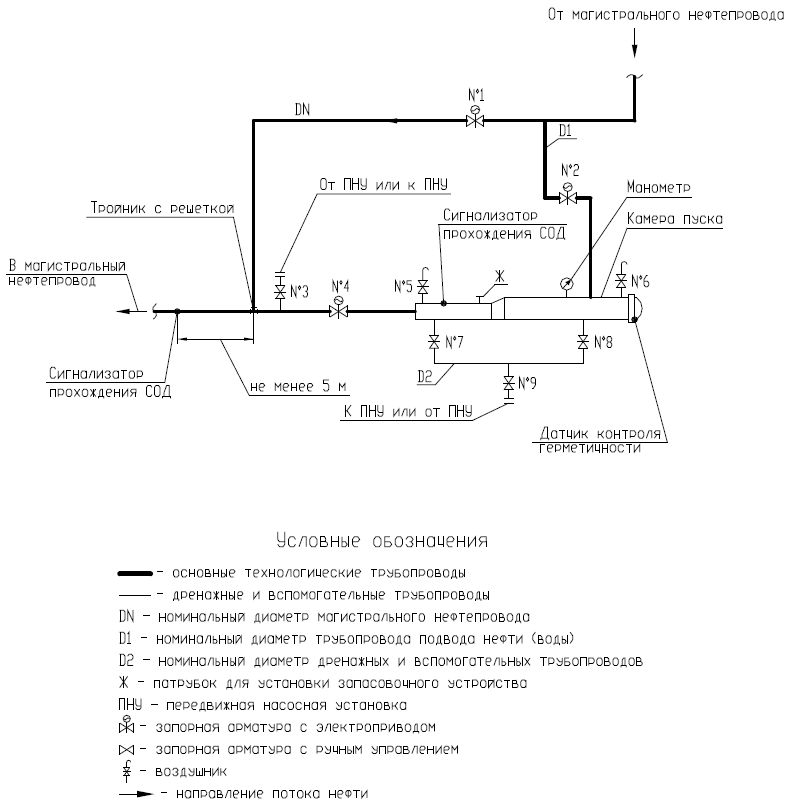 От магистрального нефтепровода
N°1
DN
D1
N°2
От ПНУ или к ПНУ
Манометр
Тройник с решеткой
Сигнализатор
прохождения СОД
Камера пуска
В магистральный
нефтепровод
Ж
N°3
N°4
N°5
N°6
N°7
N°8
Сигнализатор
прохождения СОД
не менее 5 м
D2
N°9
К ПНУ или от ПНУ
Датчик контроля
герметичности
Условные обозначения
– основные технологические трубопроводы
– дренажные и вспомогательные трубопроводы
DN – номинальный диаметр магистрального нефтепровода
D1 – номинальный диаметр трубопровода подвода нефти (воды)
D2 – номинальный диаметр дренажных и вспомогательных трубопроводов
Ж – патрубок для установки запасовочного устройства
ПНУ – передвижная насосная установка
– запорная арматура с электроприводом
– запорная арматура с ручным управлением
– воздушник
– направление потока нефти